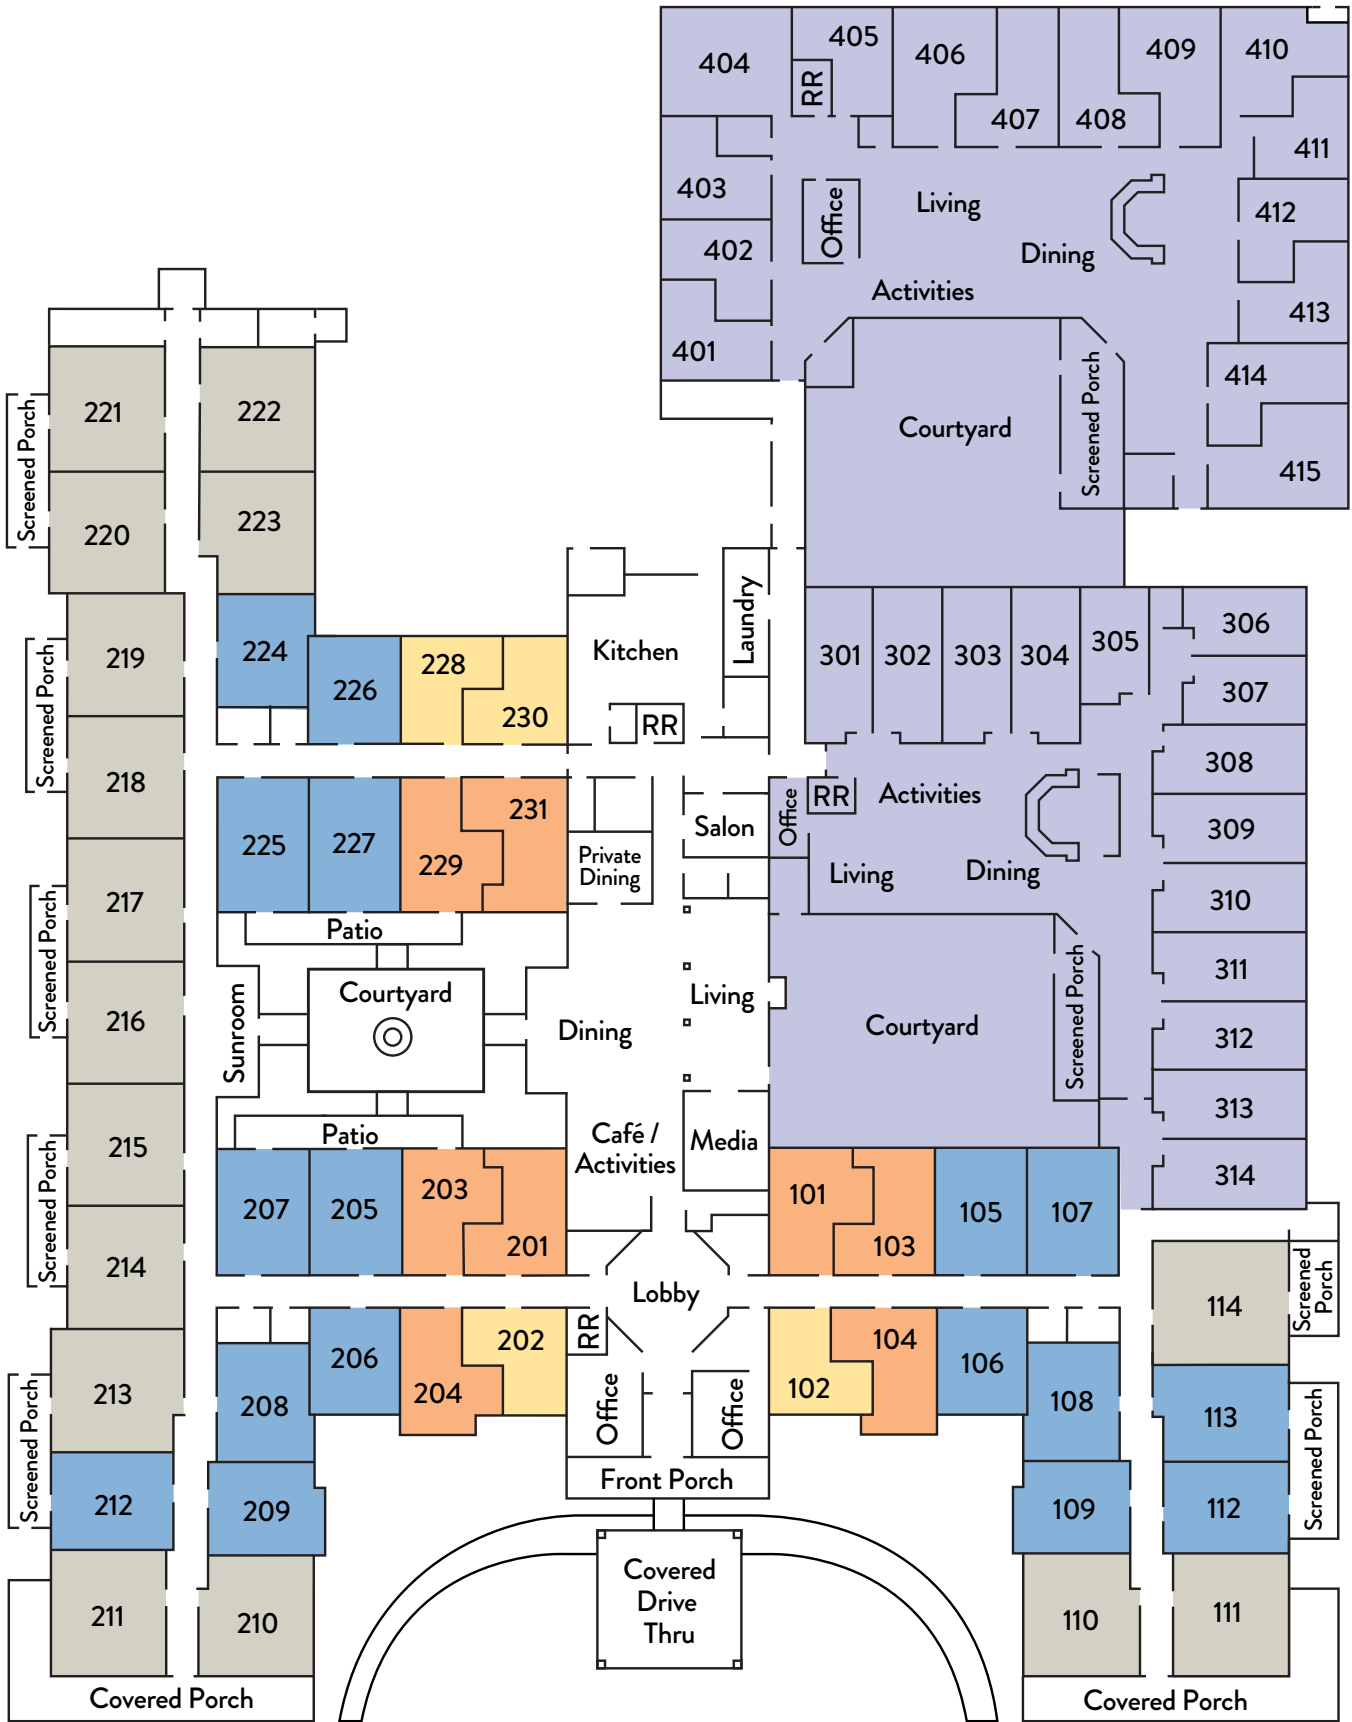 404
405
406
407
408
409
410
RR
411
403
Office
Living
412
402
Dining
Activities
413
401
414
Screened Porch
Courtyard
415
Screened Porch
221
222
220
223
219
224
Screened Porch
218
226
228
230
Kitchen
RR
Laundry
301
302
303
304
305
306
307
308
225
227
229
231
Private
Dining
Salon
Office
RR
Activities
Living
Dining
309
310
Screened Porch
217
216
Patio
Courtyard
Sunroom
Dining
Living
Courtyard
Screened Porch
311
312
313
314
215
Screened Porch
214
Patio
Café /
Activities
Media
207
205
203
201
101
103
105
107
Lobby
114
Screened
Porch
213
Screened Porch
206
204
202
RR
Office
Office
102
104
106
208
108
113
Screened Porch
212
209
109
112
Front Porch
211
210
Covered
Drive
Thru
110
111
Covered Porch
Covered Porch